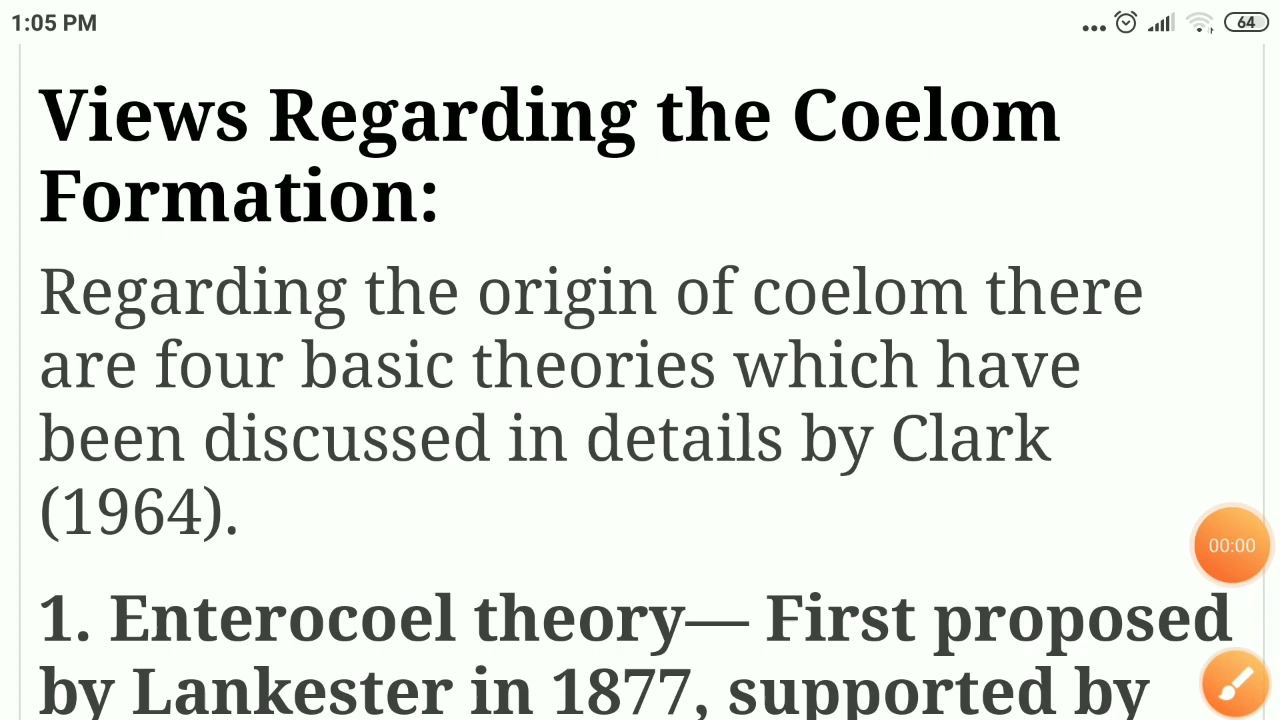 1:05 PM
64
Views Regarding the Coelom
Formation:
Regarding the origin of coelom there
are four basic theories which have
been discussed in details by Clark
(1964).
00:00
1. Enterocoel theory— First proposed
by Lankester in 1877, supported by